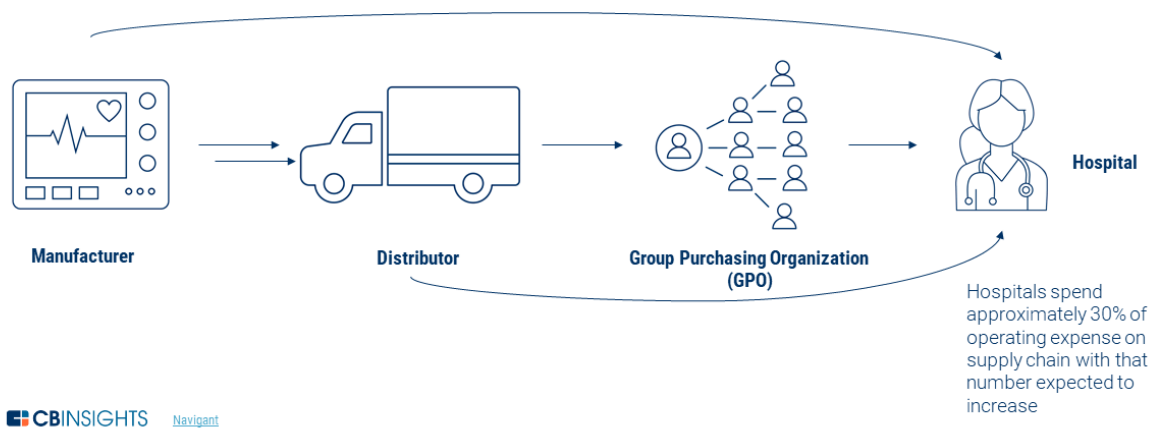 Manufacturer
Distributor
Group Purchasing Organization
(GPO)
Hospital
Hospitals spend
approximately 30% of
operating expense on
supply chain with that
number expected to
increase
CBINSIGHTS
Navigant